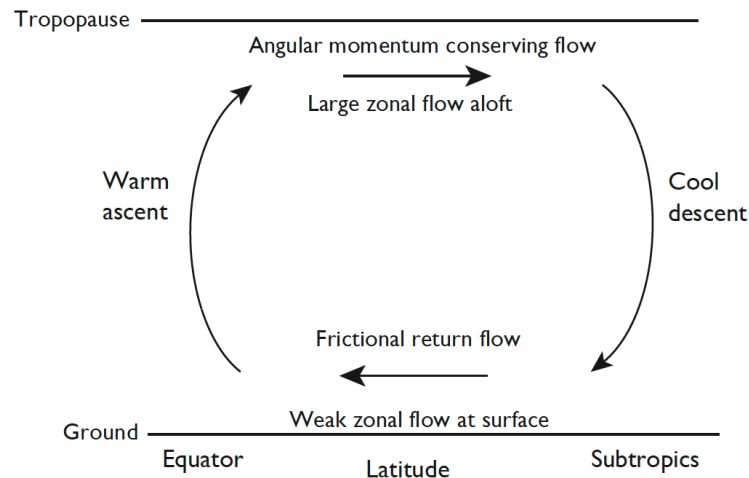 Tropopause
Angular momentum conserving flow
Large zonal flow aloft
Warm
ascent
Cool
descent
Frictional return flow
Weak zonal flow at surface
Ground
Equator
Latitude
Subtropics